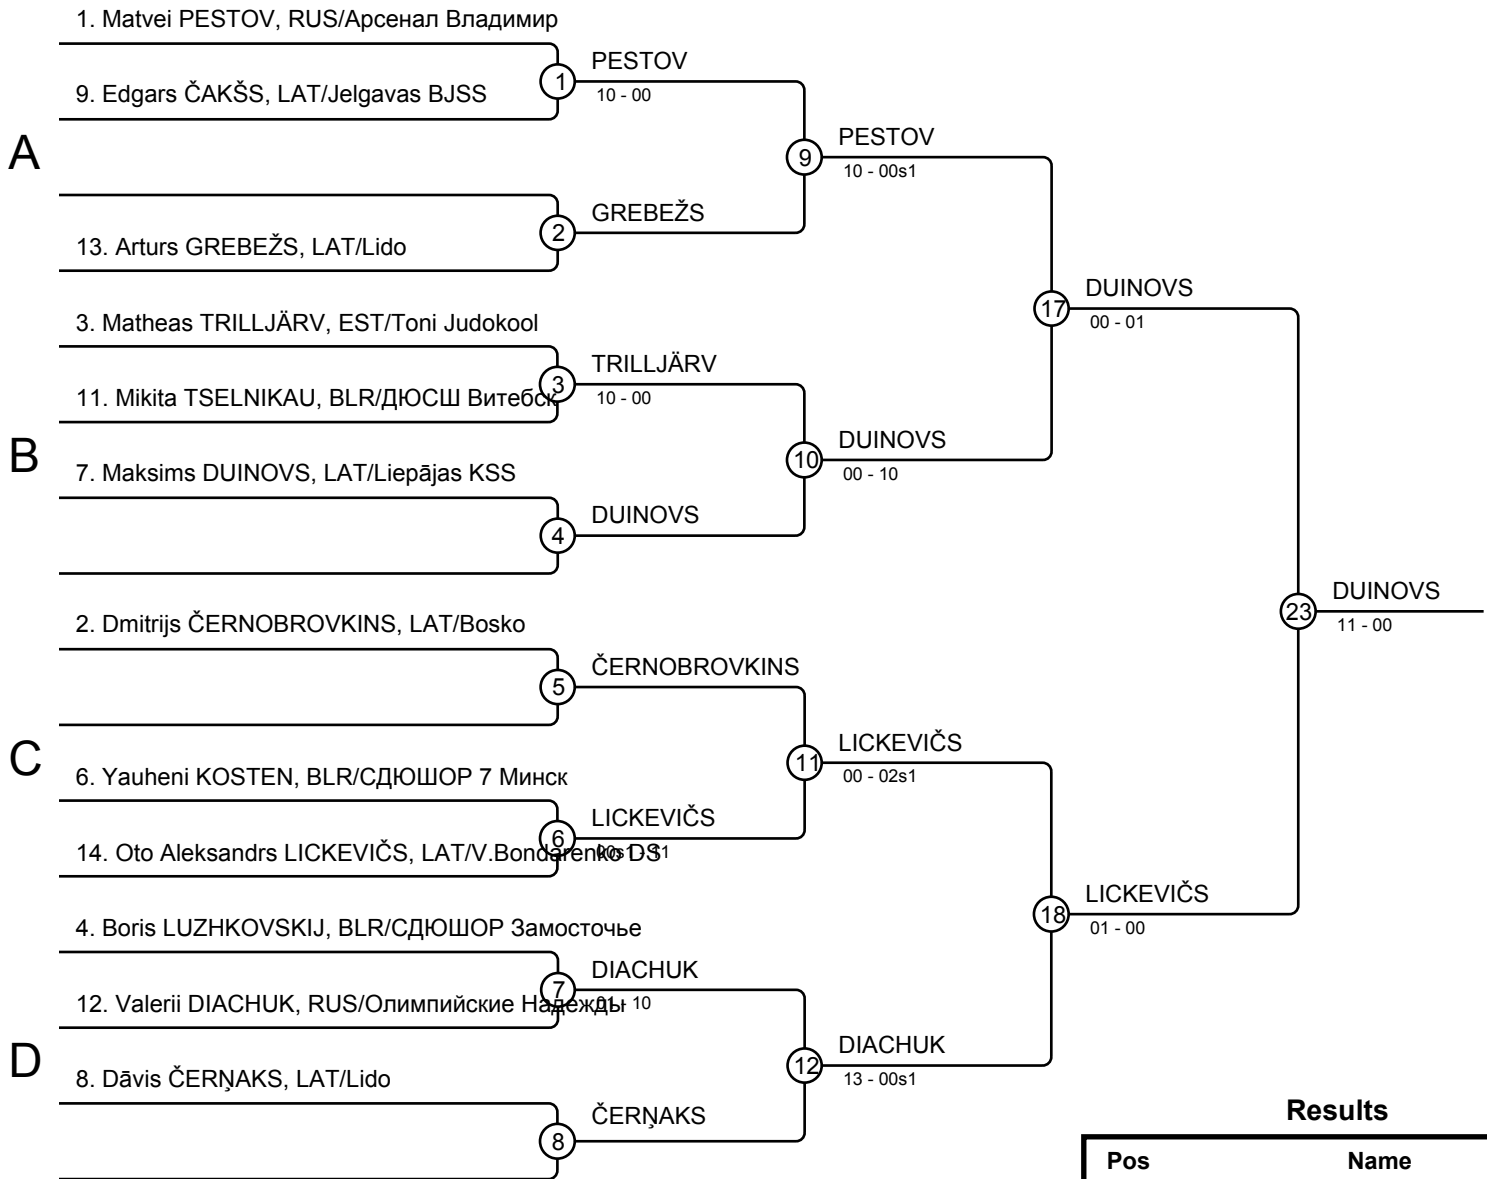 1. Matvei PESTOV, RUS/Арсенал Владимир
PESTOV
1
10 - 00
9. Edgars ČAKŠS, LAT/Jelgavas BJSS
A
PESTOV
9
10 - 00s1
GREBEŽS
2
13. Arturs GREBEŽS, LAT/Lido
DUINOVS
17
00 - 01
3. Matheas TRILLJÄRV, EST/Toni Judokool
TRILLJÄRV
3
10 - 00
11. Mikita TSELNIKAU, BLR/ДЮСШ Витебск
B
DUINOVS
10
00 - 10
7. Maksims DUINOVS, LAT/Liepājas KSS
DUINOVS
4
DUINOVS
23
11 - 00
2. Dmitrijs ČERNOBROVKINS, LAT/Bosko
ČERNOBROVKINS
5
C
LICKEVIČS
11
00 - 02s1
6. Yauheni KOSTEN, BLR/СДЮШОР 7 Минск
LICKEVIČS
6
00s1 - 11
14. Oto Aleksandrs LICKEVIČS, LAT/V.Bondarenko DS
LICKEVIČS
18
01 - 00
4. Boris LUZHKOVSKIJ, BLR/СДЮШОР Замосточье
DIACHUK
7
01 - 10
12. Valerii DIACHUK, RUS/Олимпийские Надежды
D
DIACHUK
12
13 - 00s1
8. Dāvis ČERŅAKS, LAT/Lido
ČERŅAKS
8
Results
Pos Name